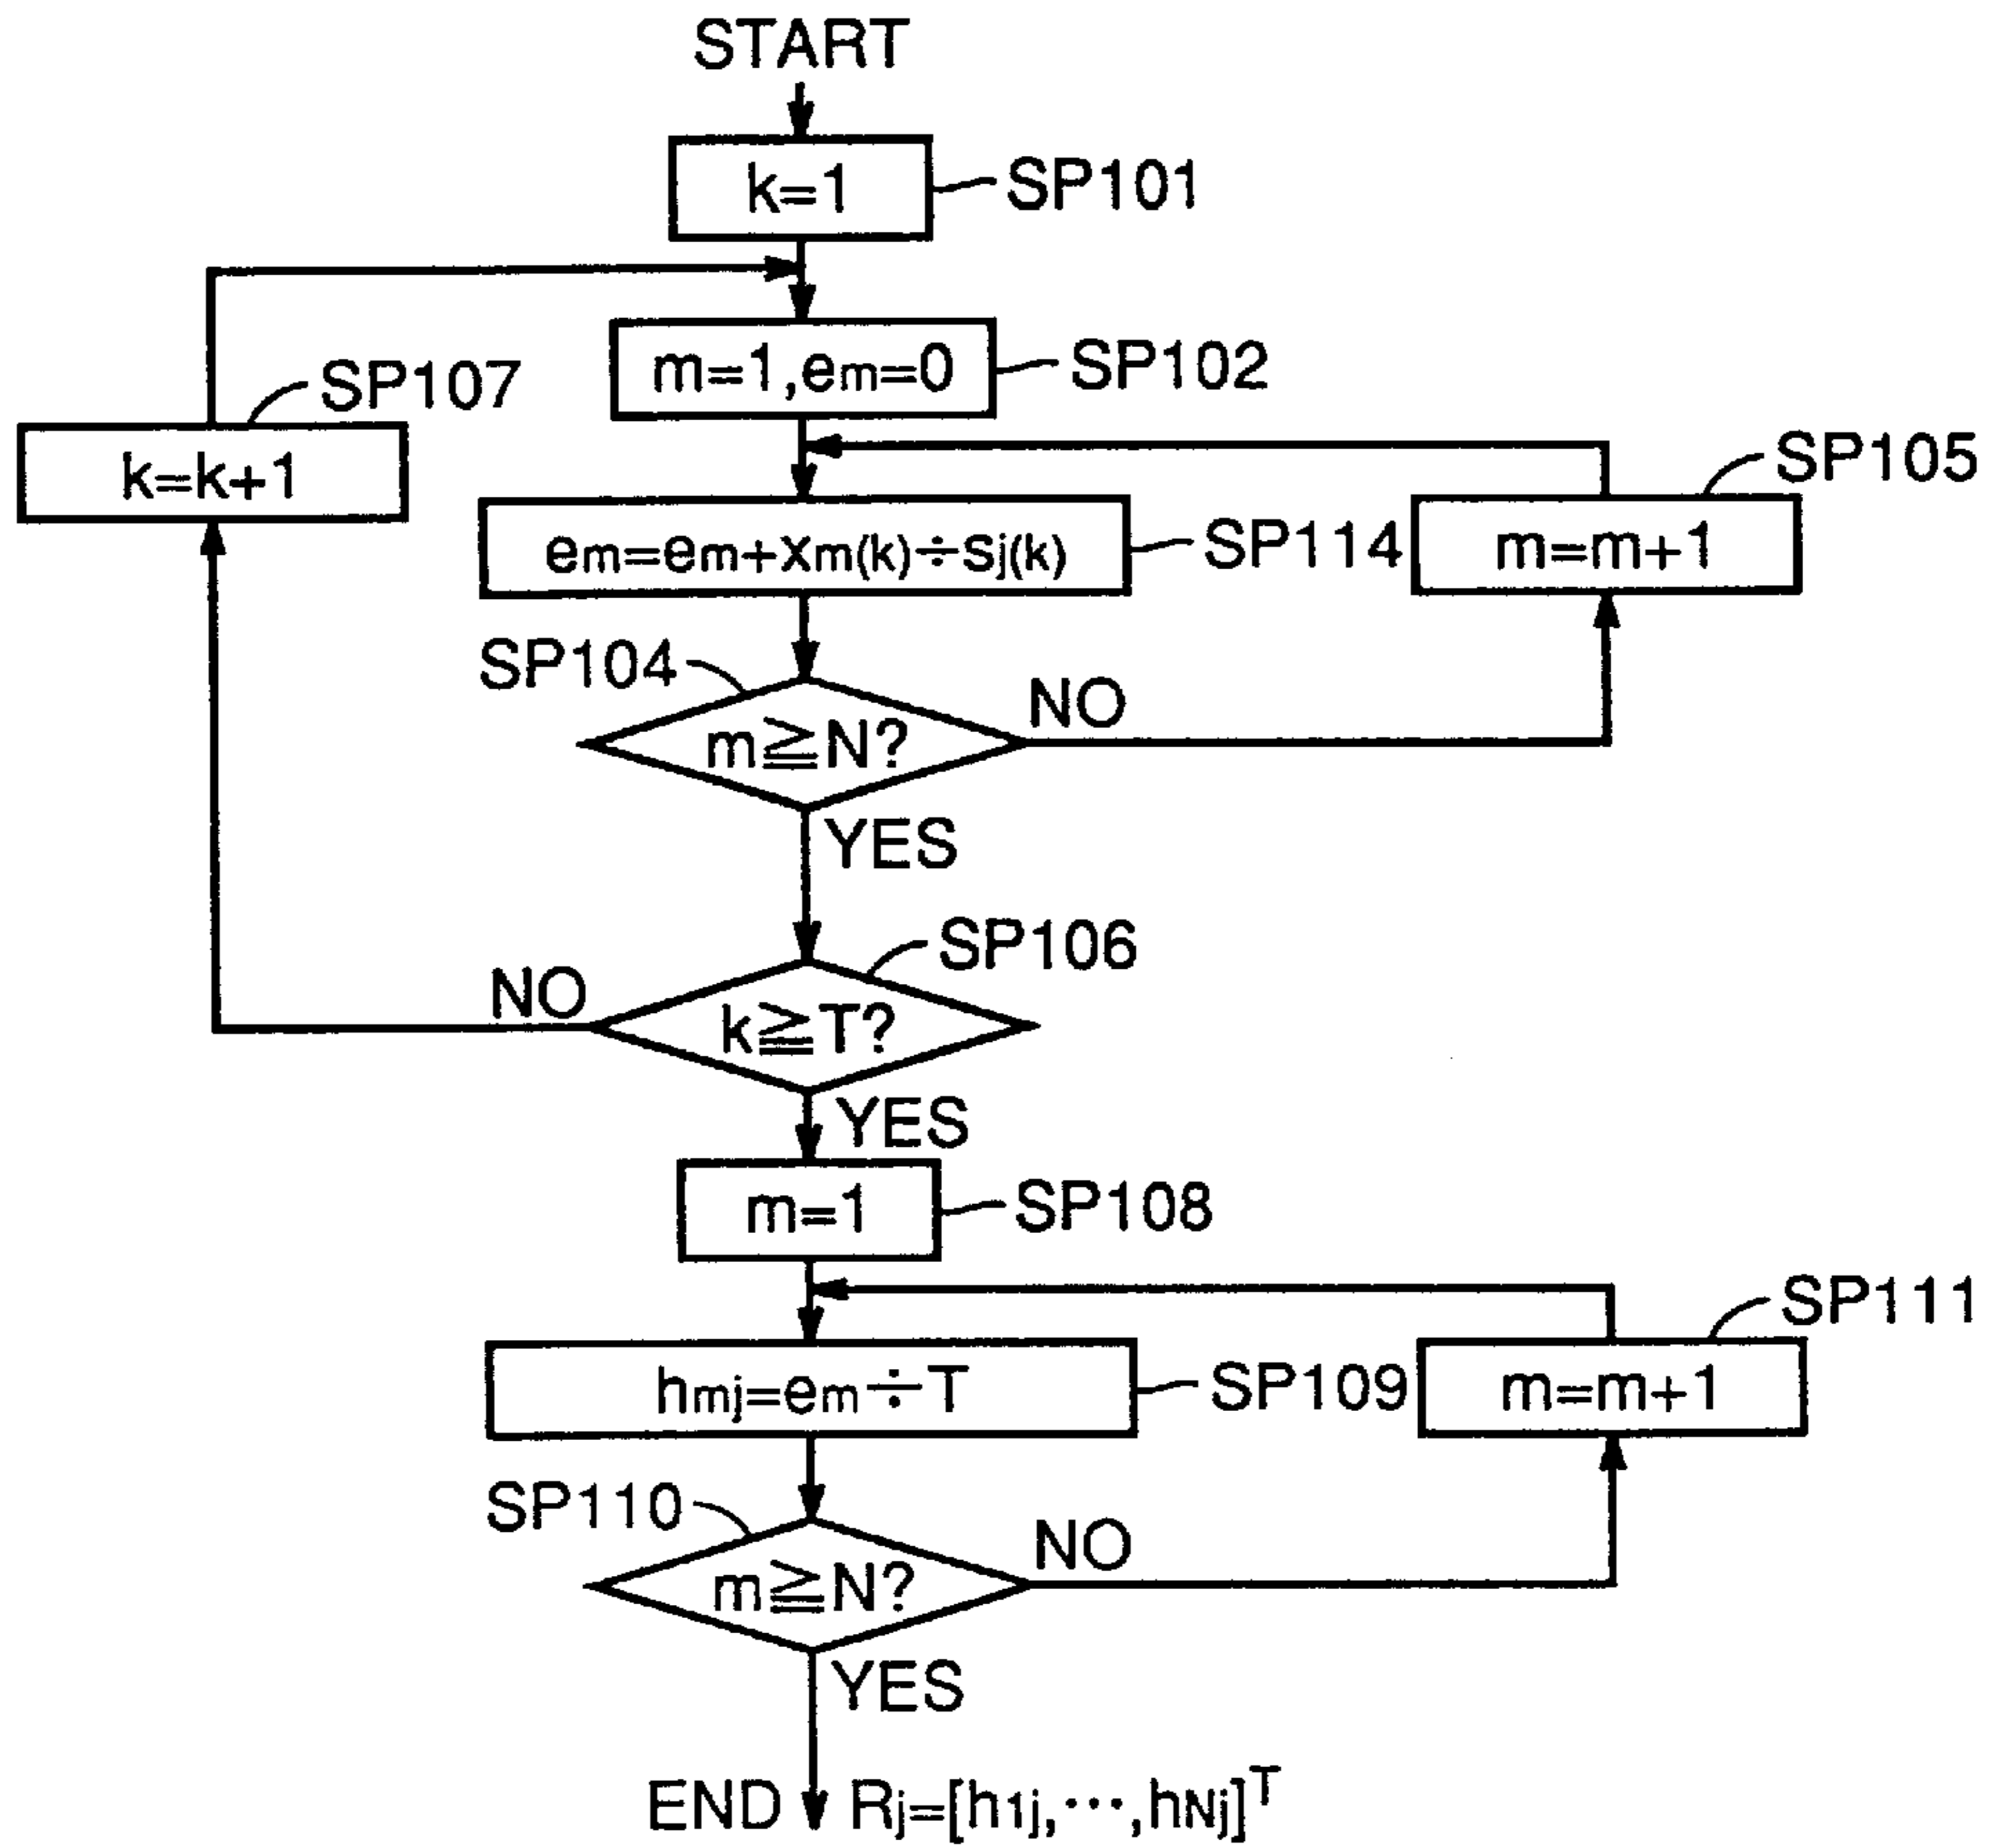 START
k=1
SP101
m=1,em=0
SP102
SP107
k=k+1
SP105
m=m+1
em=em+xm(k)÷sj(k)
SP114
SP104
m≧N?
NO
YES
SP106
NO
k≧T?
YES
m=1
SP108
SP111
hmj=em÷T
SP109
m=m+1
SP110
NO
m≧N?
YES
END
Rj=[h1j,⋯,hNj]T